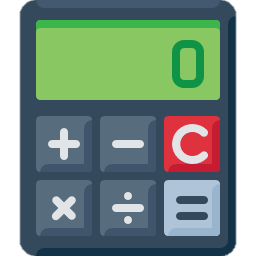 0
+ − C
× ÷ =